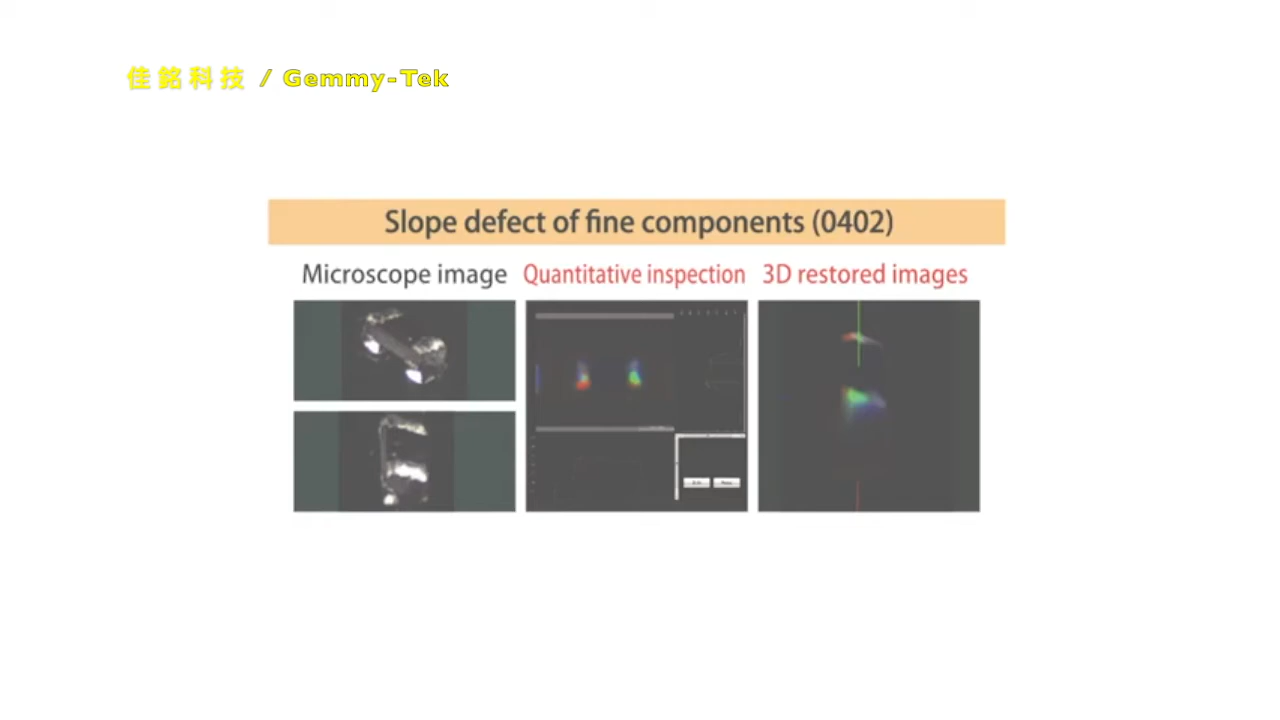 佳銘科技 / Gemmy-Tek
Slope defect of fine components (0402)
Microscope image
Quantitative inspection
3D restored images